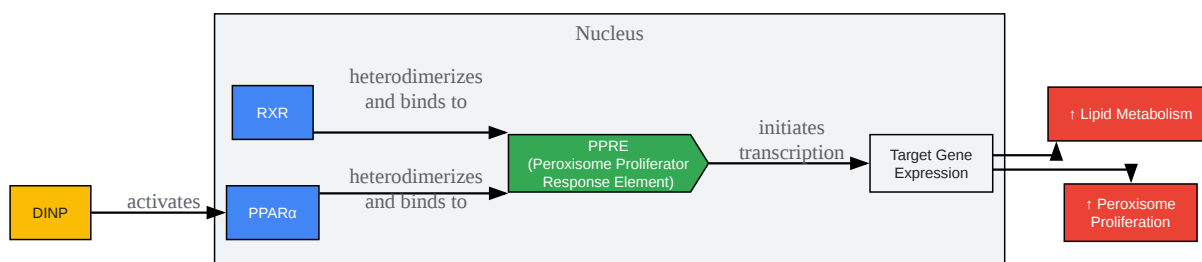 Nucleus
heterodimerizes
and binds to
RXR
PPRE
(Peroxisome Proliferator
Response Element)
initiates
transcription
Target Gene
Expression
↑ Lipid Metabolism
DINP
activates
PPARα
heterodimerizes
and binds to
↑ Peroxisome
Proliferation